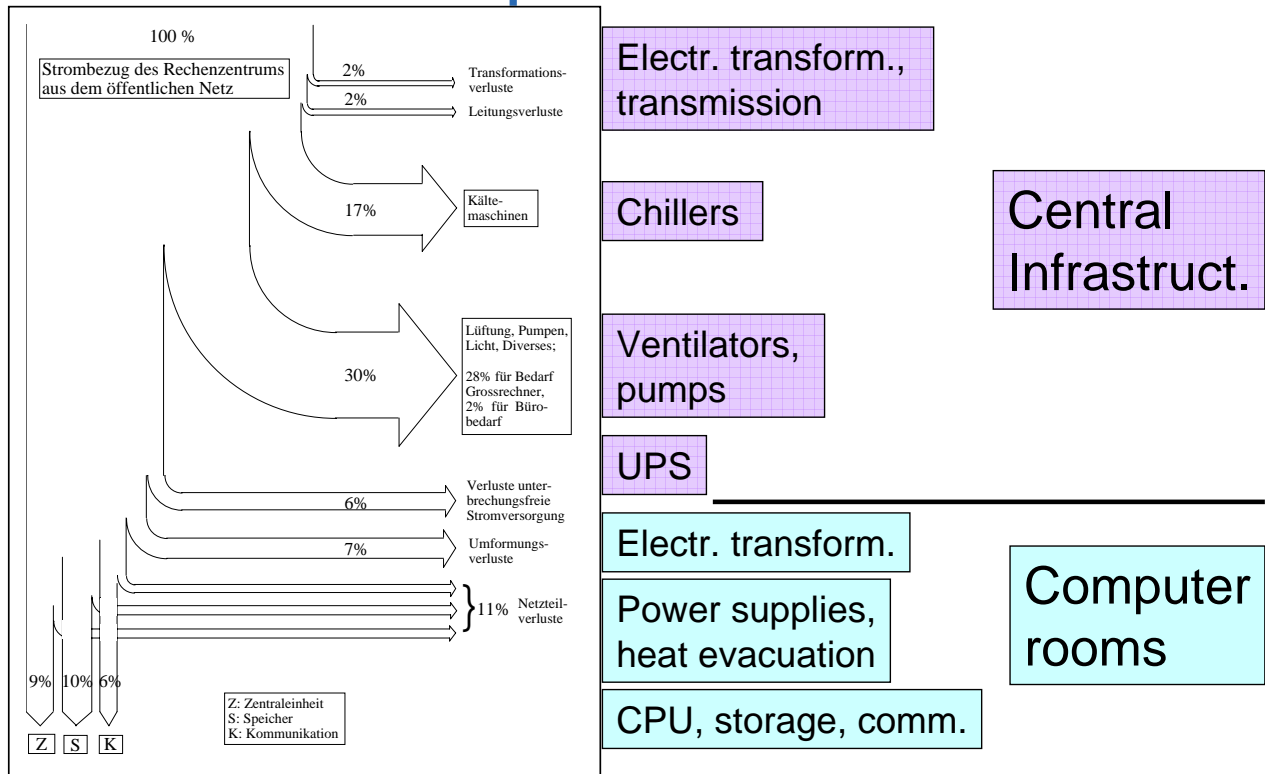 100 %
Strombezug des Rechenzentrums
aus dem öffentlichen Netz
2%
Transformations-
verluste
2%
Leitungsverluste
17%
Kälte-
maschinen
30%
Lüftung, Pumpen,
Licht, Diverses;
28% für Bedarf
Grossrechner,
2% für Büro-
bedarf
6%
Verluste unter-
brechungsfreie
Stromversorgung
7%
Umformungs-
verluste
11%
Netzteil-
verluste
9%
10%
6%
Z
S
K
Z: Zentraleinheit
S: Speicher
K: Kommunikation
Electr. transform.,
transmission
Chillers
Ventilators,
pumps
UPS
Central
Infrastruct.
Electr. transform.
Power supplies,
heat evacuation
CPU, storage, comm.
Computer
rooms